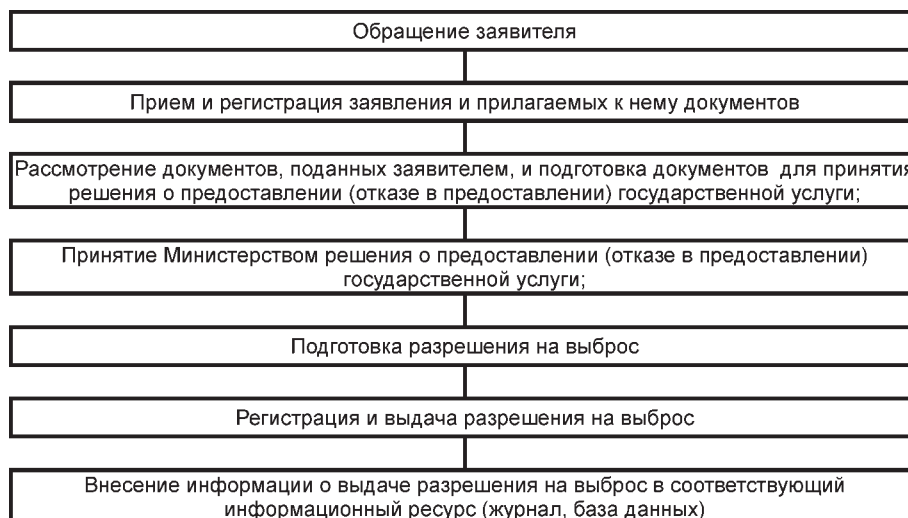 Обращение заявителя
Прием и регистрация заявления и прилагаемых к нему документов
Рассмотрение документов, поданных заявителем, и подготовка документов для принятия
решения о предоставлении (отказе в предоставлении) государственной услуги;
Принятие Министерством решения о предоставлении (отказе в предоставлении)
государственной услуги;
Подготовка разрешения на выброс
Регистрация и выдача разрешения на выброс
Внесение информации о выдаче разрешения на выброс в соответствующий
информационный ресурс (журнал, база данных)